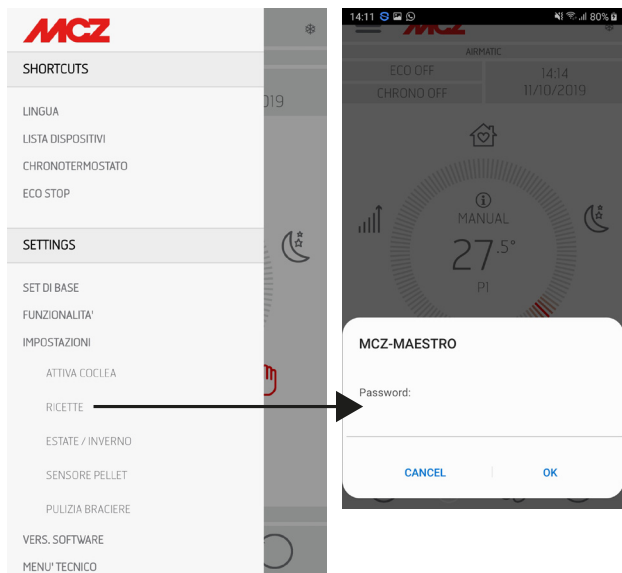 MCZ
SHORTCUTS
019
LINGUA
LISTA DISPOSITIVI
CHRONOTERMOSTATO
ECO STOP
SETTINGS
SET DI BASE
FUNZIONALITA'
IMPOSTAZIONI
ATTIVA COCLEA
RICETTE
ESTATE / INVERNO
SENSORE PELLET
PULIZIA BRACIERE
VERS. SOFTWARE
MENU' TECNICO
14:11 80%
MCZ
AIRMATIC
ECO OFF 14:14
CHRONO OFF 11/10/2019
MANUAL
27.5°
P1
MCZ-MAESTRO
Password:
CANCEL OK